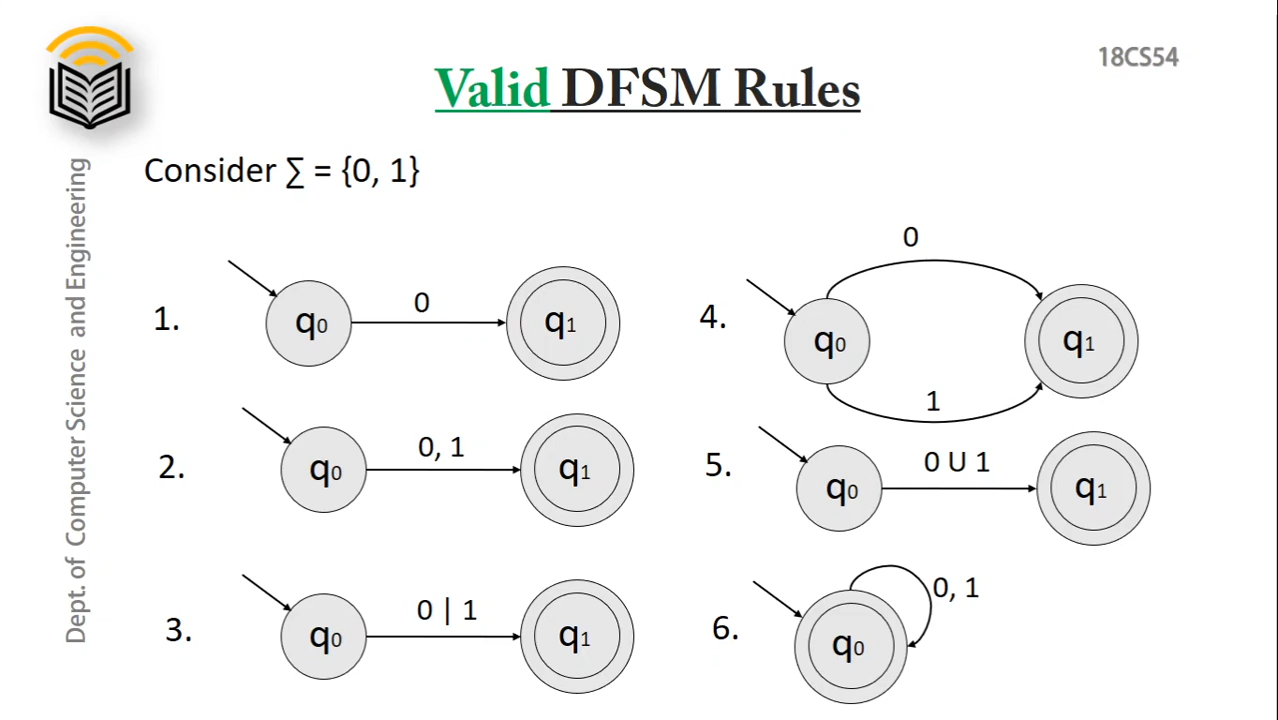 18CS54
Valid DFSM Rules
Dept. of Computer Science and Engineering
Consider ∑ = {0, 1}
1.
q0
0
q1
2.
q0
0, 1
q1
3.
q0
0 | 1
q1
4.
q0
0
1
q1
5.
q0
0 U 1
q1
6.
q0
0, 1